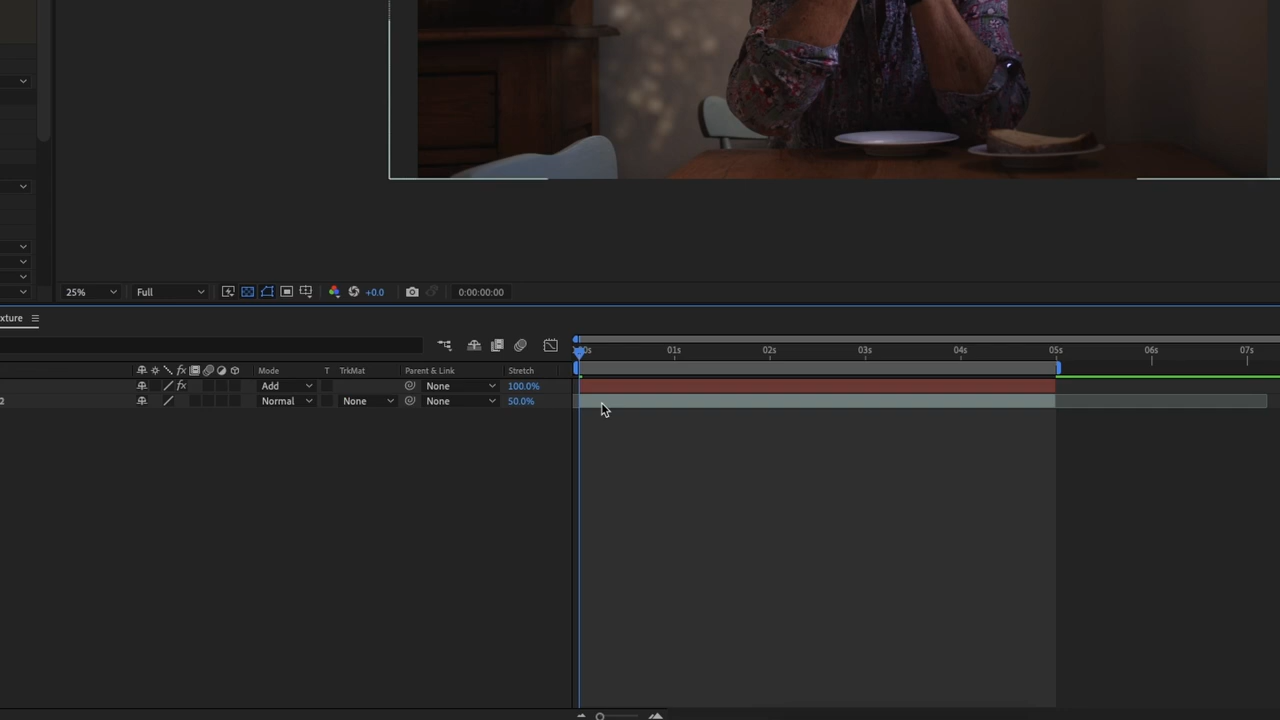 25% Full +0.0 0:00:00:00
xture
01s 02s 03s 04s 05s 06s 07s
Mode T TrkMat Parent & Link Stretch
fx Add None 100.0%
2 Normal None None 50.0%